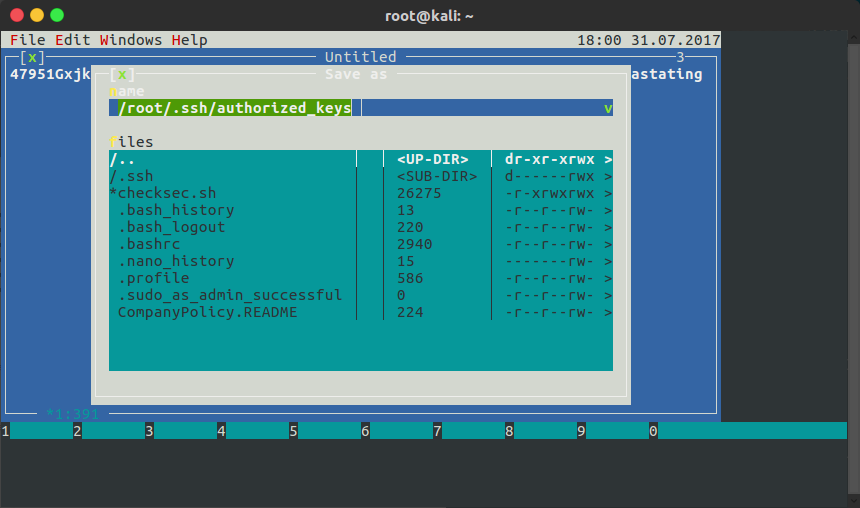 root@kali: ~
File Edit Windows Help 18:00 31.07.2017
[x] Untitled 3
47951Gxjk [x] Save as astating
name
/root/.ssh/authorized_keys v
files
/.. <UP-DIR> dr-xr-xrwx >
/.ssh <SUB-DIR> d------rwx >
*checksec.sh 26275 -r-xrwxrwx >
.bash_history 13 -r--r--rw- >
.bash_logout 220 -r--r--rw- >
.bashrc 2940 -r--r--rw- >
.nano_history 15 -------rw- >
.profile 586 -r--r--rw- >
.sudo_as_admin_successful 0 -r--r--rw- >
CompanyPolicy.README 224 -r--r--rw- >
*1:391
1 2 3 4 5 6 7 8 9 0